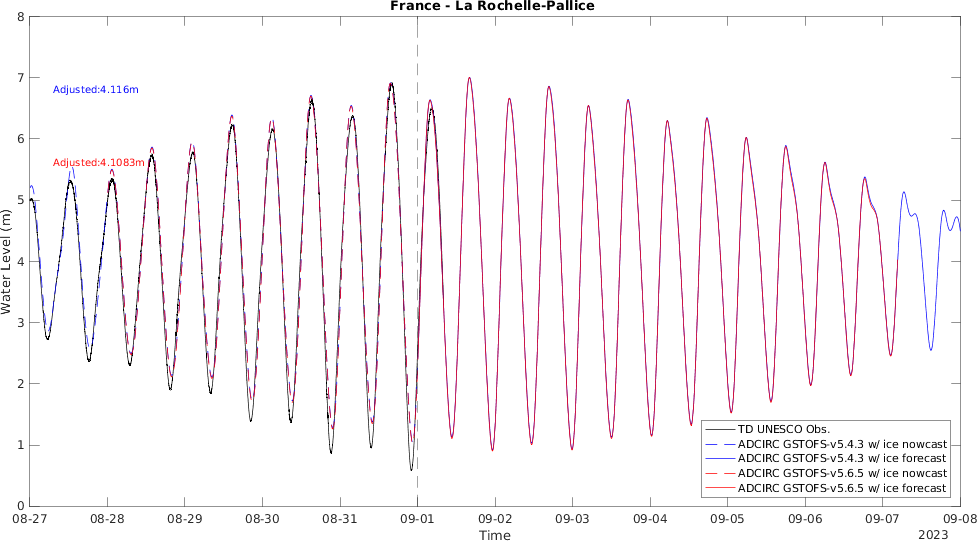 France - La Rochelle-Pallice
8
7
6
5
4
3
2
1
0
Water Level (m)
Adjusted:4.116m
Adjusted:4.1083m
TD UNESCO Obs.
ADCIRC GSTOFS-v5.4.3 w/ ice nowcast
ADCIRC GSTOFS-v5.4.3 w/ ice forecast
ADCIRC GSTOFS-v5.6.5 w/ ice nowcast
ADCIRC GSTOFS-v5.6.5 w/ ice forecast
08-27 08-28 08-29 08-30 08-31 09-01 09-02 09-03 09-04 09-05 09-06 09-07 09-08
Time
2023